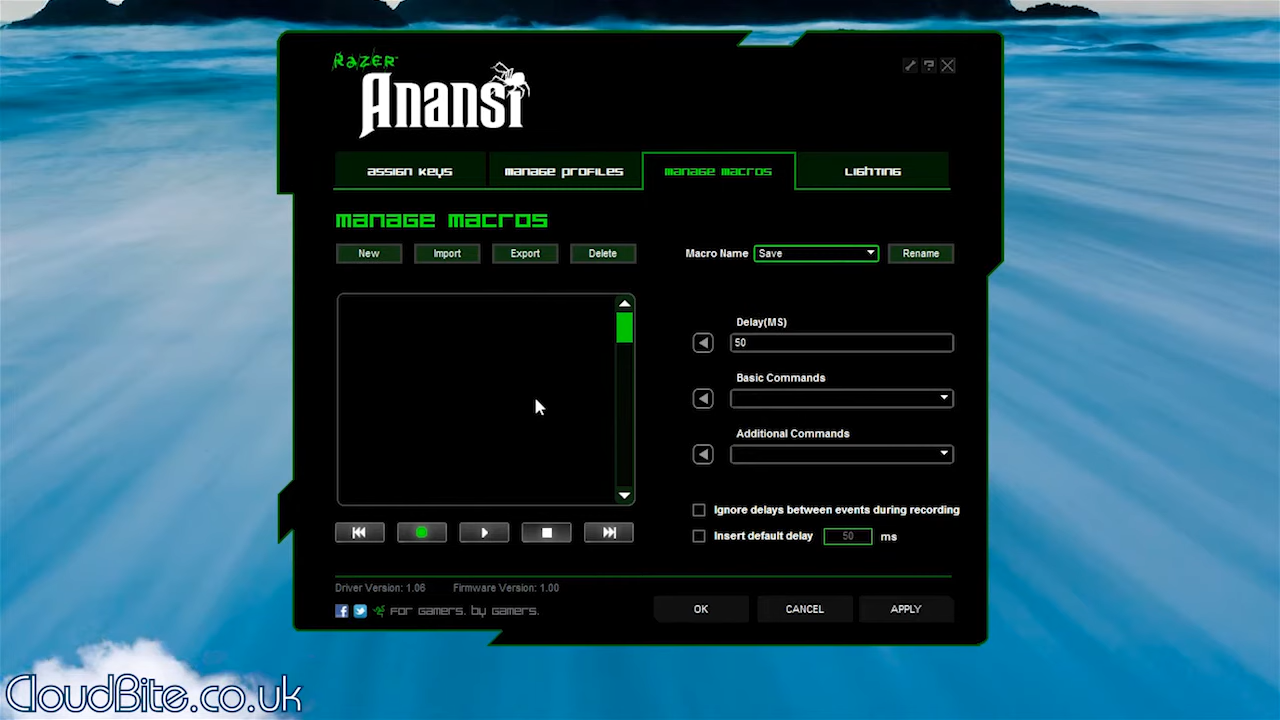 RAZER
Anansi
assign keys
manage profiles
manage macros
Lighting
manage macros
New
Import
Export
Delete
Macro Name
Save
Rename
Delay(MS)
50
Basic Commands
Additional Commands
Ignore delays between events during recording
Insert default delay
50
ms
Driver Version: 1.06
Firmware Version: 1.00
For Gamers. by Gamers.
OK
CANCEL
APPLY
CloudBite.co.uk